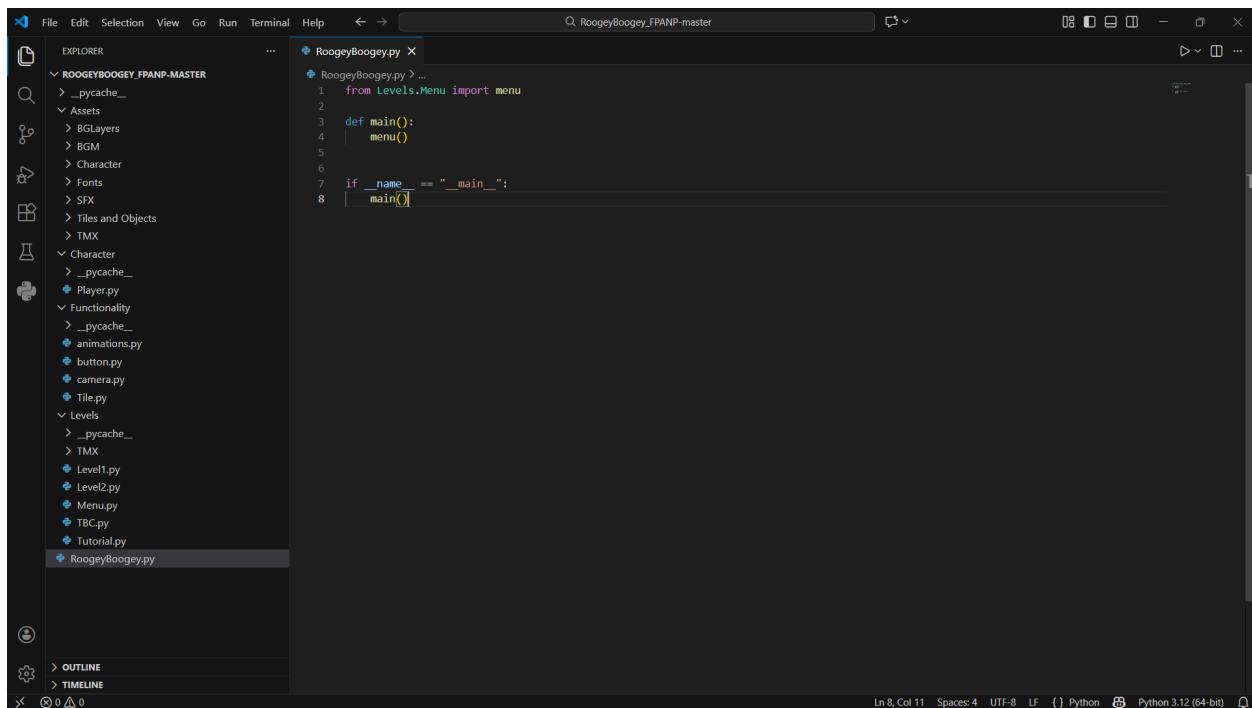 File Edit Selection View Go Run Terminal Help
RoogeyBoogey_FPANP-master
EXPLORER
ROOGEYBOOGEY_FPANP-MASTER
__pycache__
Assets
BGLayers
BGM
Character
Fonts
SFX
Tiles and Objects
TMX
Character
__pycache__
Player.py
Functionality
__pycache__
animations.py
button.py
camera.py
Tile.py
Levels
__pycache__
TMX
Level1.py
Level2.py
Menu.py
TBC.py
Tutorial.py
RoogeyBoogey.py
OUTLINE
TIMELINE
RoogeyBoogey.py
RoogeyBoogey.py > ...
1 from Levels.Menu import menu
2
3 def main():
4 menu()
5
6
7 if __name__ == "__main__":
8 main()
0 0
Ln 8, Col 11 Spaces: 4 UTF-8 LF { } Python Python 3.12 (64-bit)